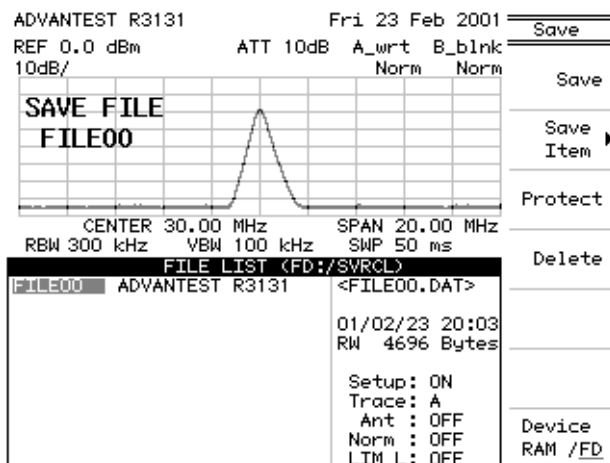 ADVANTEST R3131 Fri 23 Feb 2001
REF 0.0 dBm ATT 10dB A_wrt B_blnk
10dB/ Norm Norm
SAVE FILE
FILE00
CENTER 30.00 MHz SPAN 20.00 MHz
RBW 300 kHz VBW 100 kHz SWP 50 ms
FILE LIST (FD:/SVRCL)
FILE00 ADVANTEST R3131
<FILE00.DAT>
01/02/23 20:03
RW 4696 Bytes
Setup: ON
Trace: A
Ant : OFF
Norm : OFF
LIM L: OFF
Save
Save
Save
Item
Protect
Delete
Device
RAM /FD